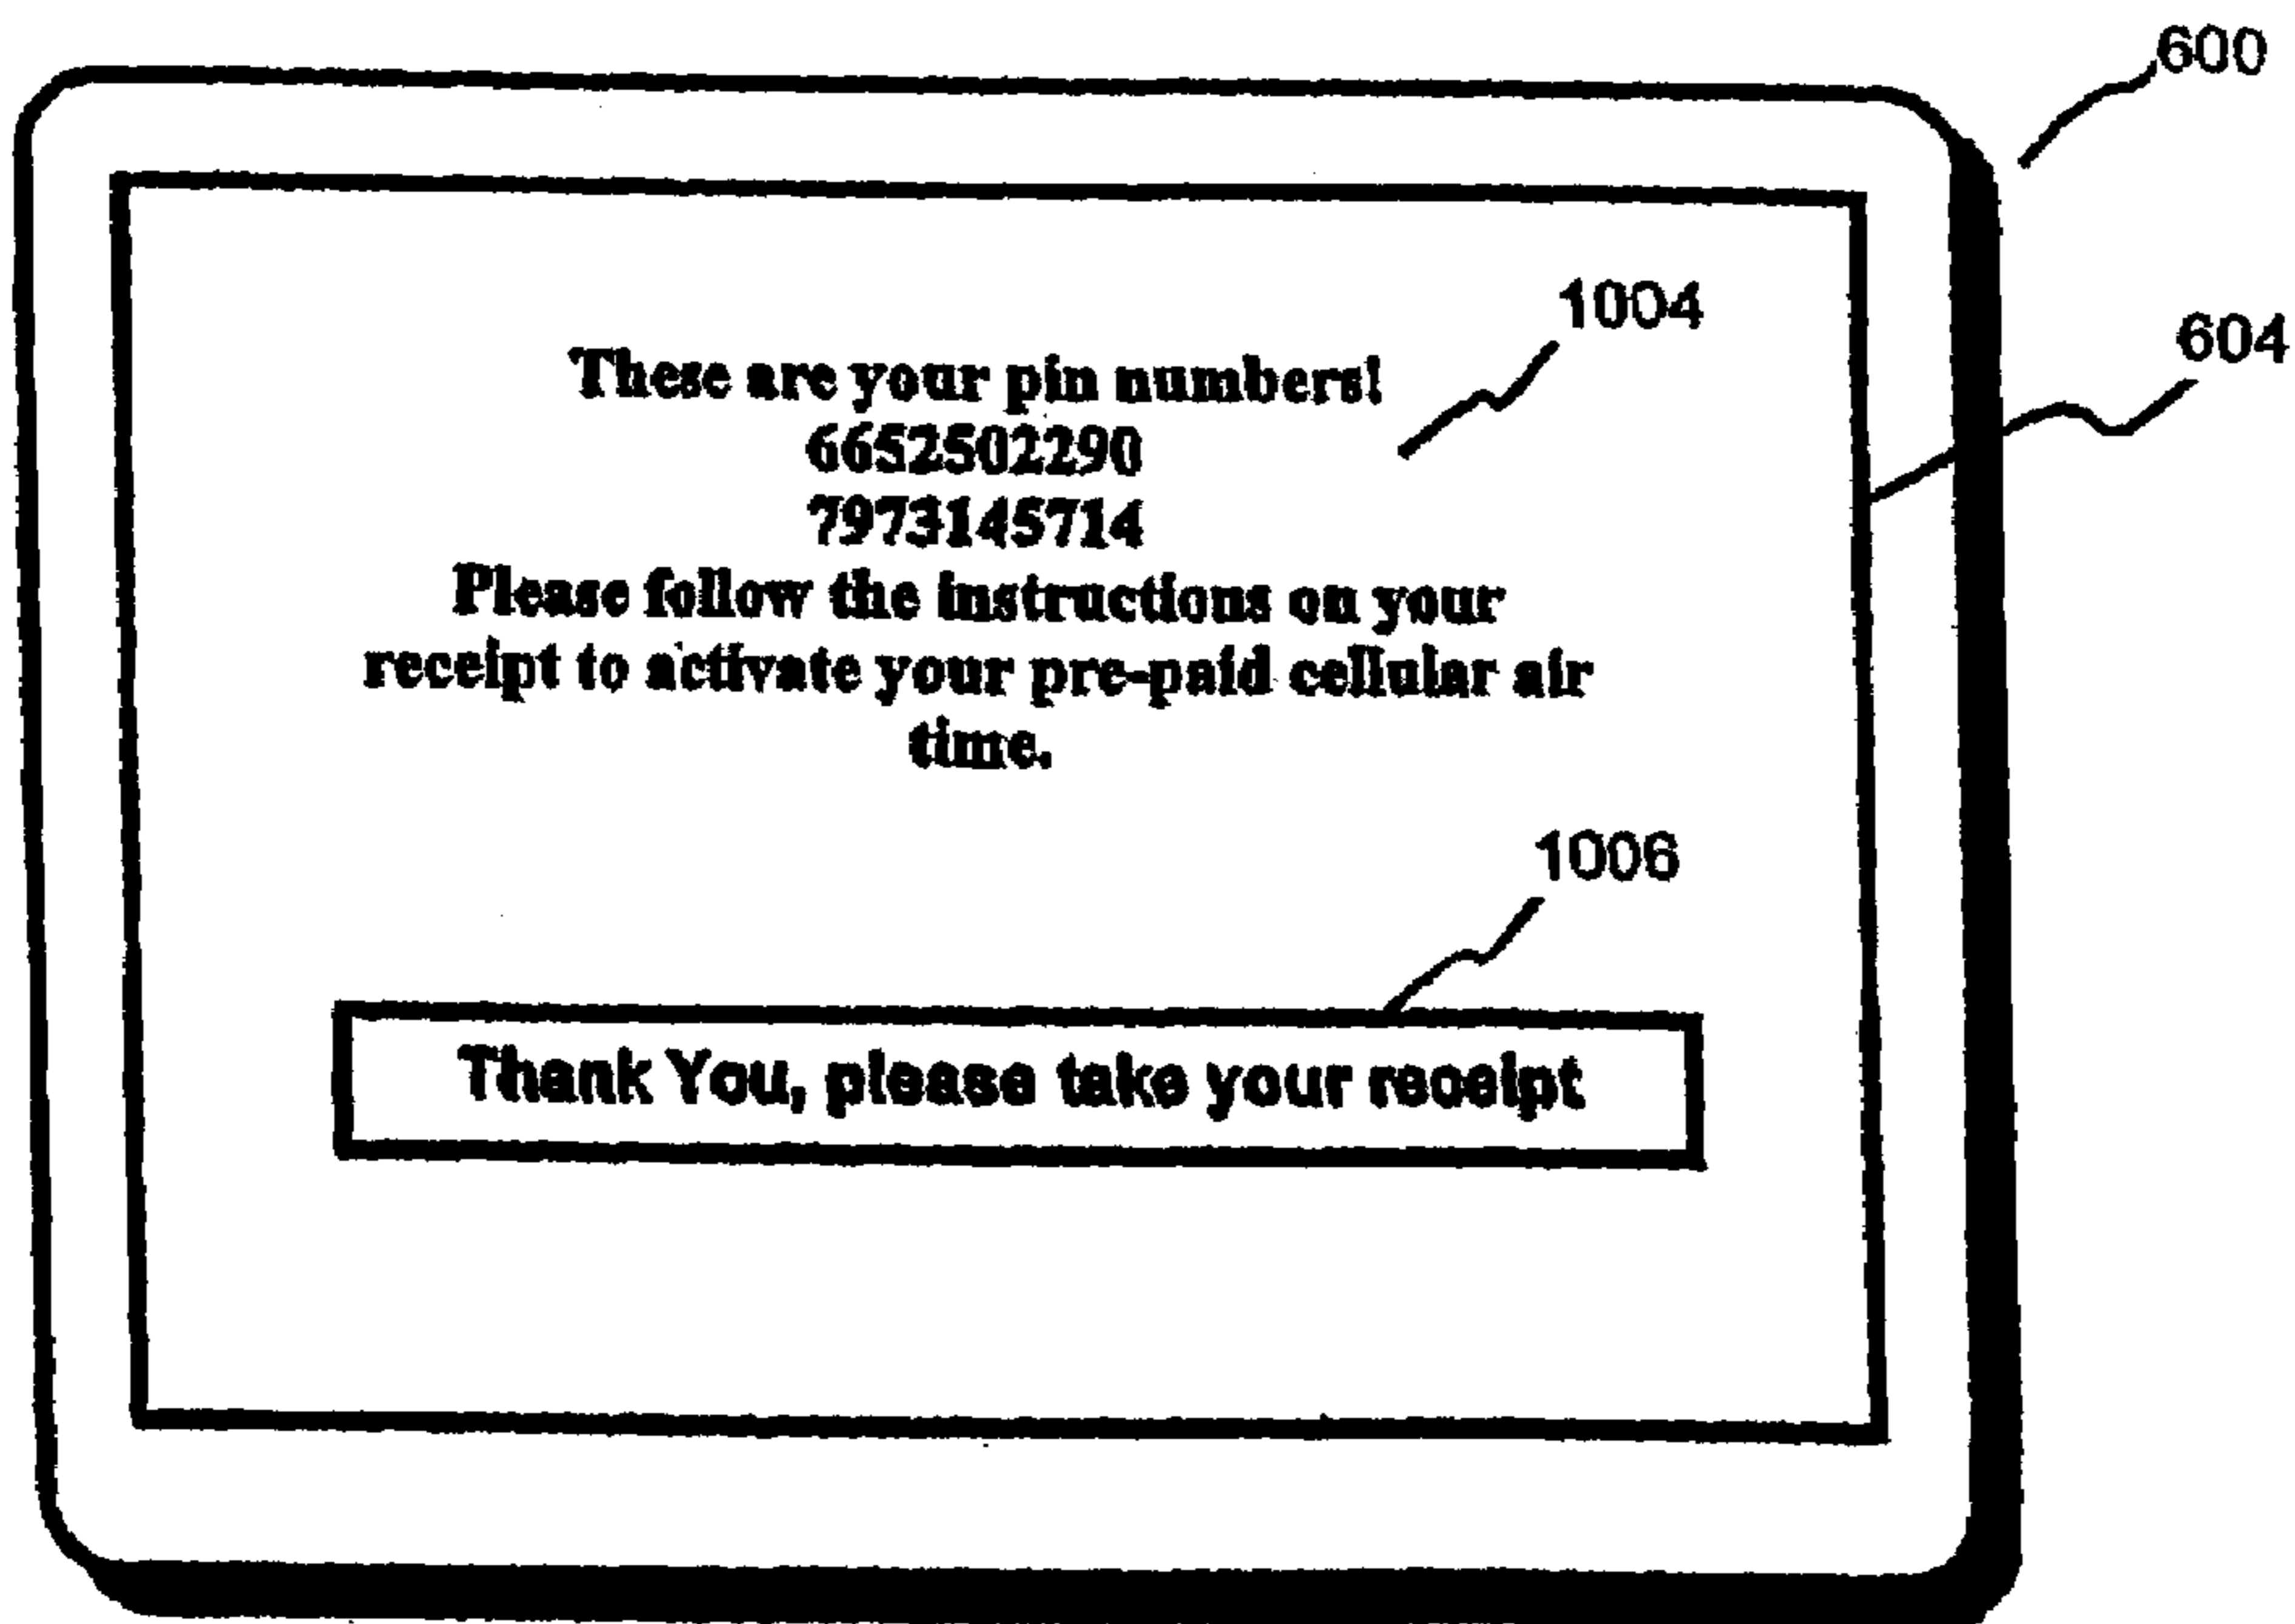 600
1004
604
These are your pin numbers!
6652502290
7973145714
Please follow the instructions on your
receipt to activate your pre-paid cellular air
time.
1006
Thank You, please take your receipt